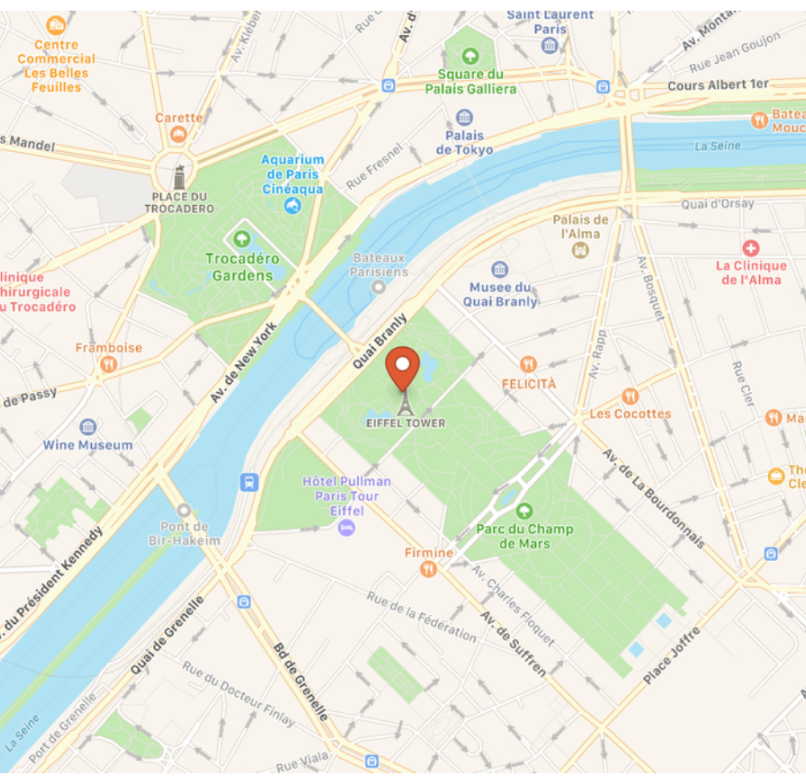 Saint Laurent
Paris
Centre
Commercial
Les Belles
Feuilles
Av. Kléber
Rue
Av. d'
Av. Monta
Rue Jean Goujon
Square du
Palais Galliera
Cours Albert 1er
Carette
Palais
de Tokyo
Batea
Mouc
s Mandel
La Seine
Aquarium
de Paris
Cinéaqua
Rue Fresnel
PLACE DU
TROCADERO
Quai d'Orsay
Palais de
l'Alma
Trocadéro
Gardens
Bateaux
Parisiens
La Clinique
de l'Alma
linique
hirurgicale
u Trocadéro
Musee du
Quai Branly
Av. Bosquet
Quai Branly
Framboise
Av. de New York
Av. Rapp
FELICITÀ
Rue Cler
de Passy
Les Cocottes
Ma
EIFFEL TOWER
Wine Museum
Hôtel Pullman
Paris Tour
Eiffel
Av. de La Bourdonnais
The
Cle
Pont de
Bir-Hakeim
Parc du Champ
de Mars
Firmine
. du Président Kennedy
Av. Charles Floquet
Rue de la Fédération
Av. de Suffren
Quai de Grenelle
Bd de Grenelle
Place Joffre
Rue du Docteur Finlay
La Seine
Port de Grenelle
Rue Viala